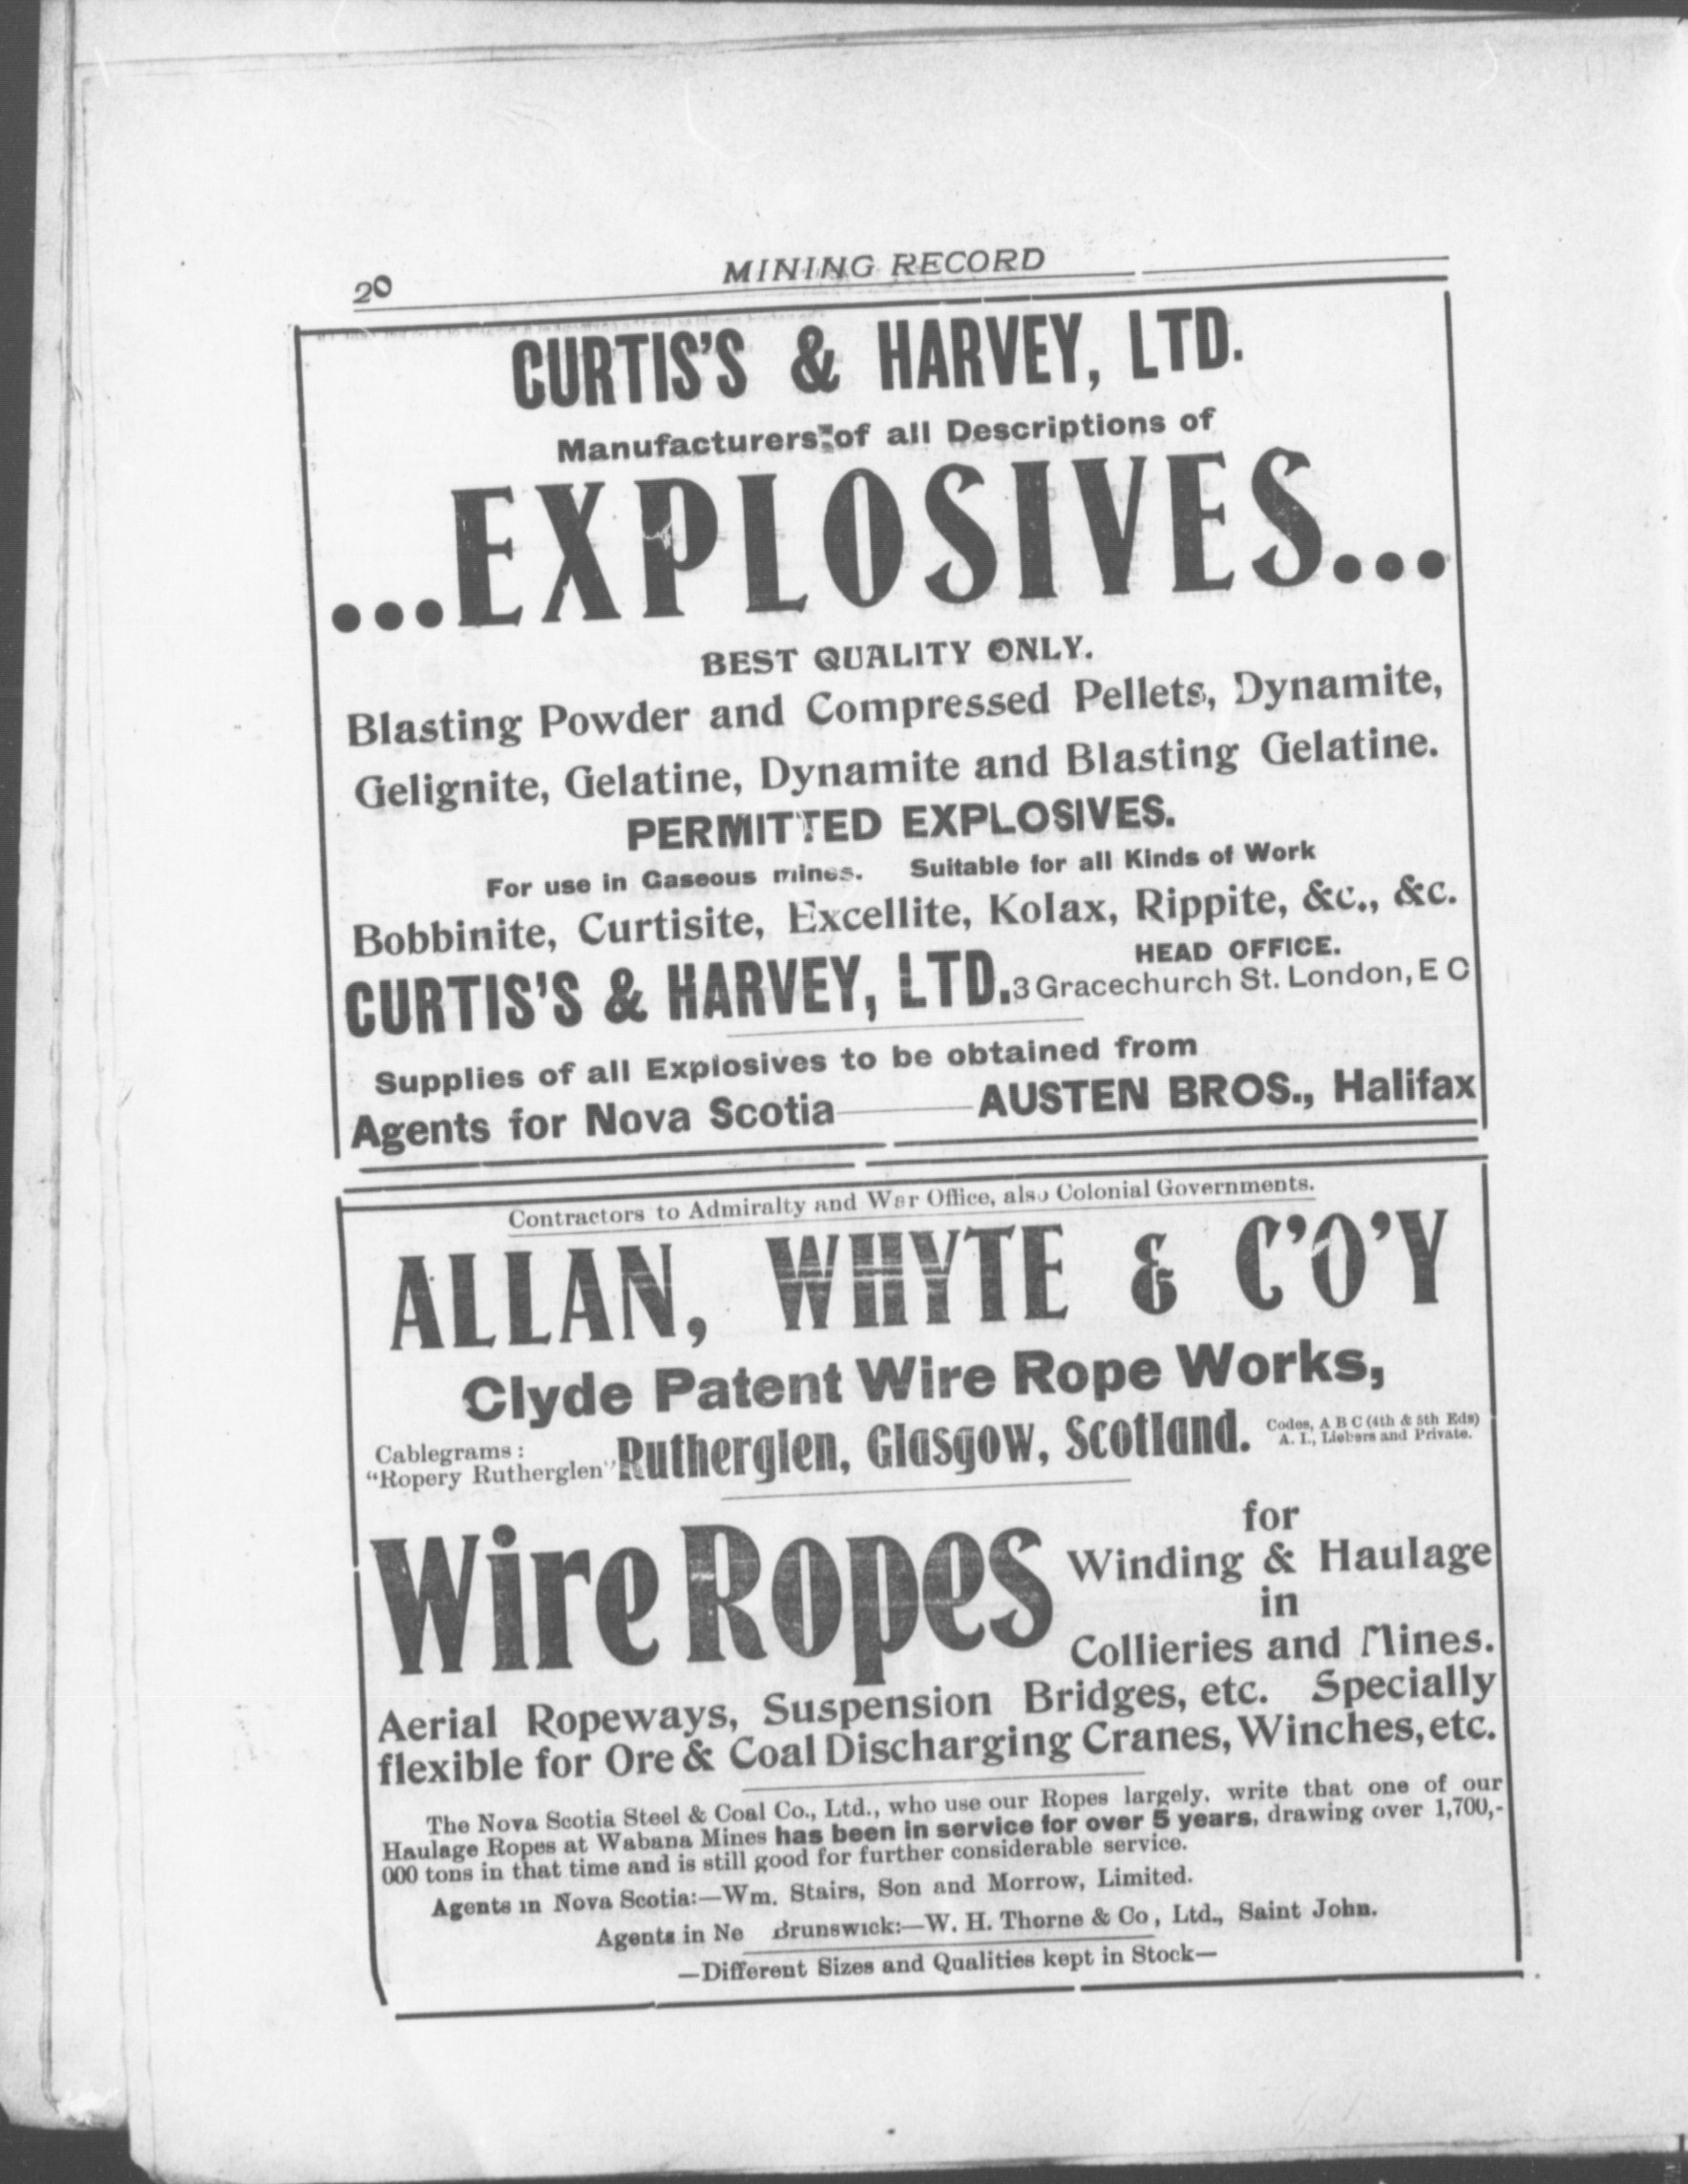 20
MINING RECORD
CURTIS'S & HARVEY, LTD.
Manufacturers of all Descriptions of
...EXPLOSIVES...
BEST QUALITY ONLY.
Blasting Powder and Compressed Pellets, Dynamite,
Gelignite, Gelatine, Dynamite and Blasting Gelatine.
PERMITTED EXPLOSIVES.
For use in Gaseous mines. Suitable for all Kinds of Work
Bobbinite, Curtisite, Excellite, Kolax, Rippite, &c., &c.
HEAD OFFICE.
CURTIS'S & HARVEY, LTD. 3 Gracechurch St. London, E C
Supplies of all Explosives to be obtained from
Agents for Nova Scotia——AUSTEN BROS., Halifax
Contractors to Admiralty and War Office, also Colonial Governments.
ALLAN, WHYTE & C'O'Y
Clyde Patent Wire Rope Works,
Cablegrams:
"Ropery Rutherglen" Rutherglen, Glasgow, Scotland.
Codes, A B C (4th & 5th Eds)
A. I., Liebers and Private.
Wire Ropes
for
Winding & Haulage
in
Collieries and Mines.
Aerial Ropeways, Suspension Bridges, etc. Specially
flexible for Ore & Coal Discharging Cranes, Winches, etc.
The Nova Scotia Steel & Coal Co., Ltd., who use our Ropes largely, write that one of our
Haulage Ropes at Wabana Mines has been in service for over 5 years, drawing over 1,700,-
000 tons in that time and is still good for further considerable service.
Agents in Nova Scotia:—Wm. Stairs, Son and Morrow, Limited.
Agents in Ne Brunswick:—W. H. Thorne & Co, Ltd., Saint John.
—Different Sizes and Qualities kept in Stock—